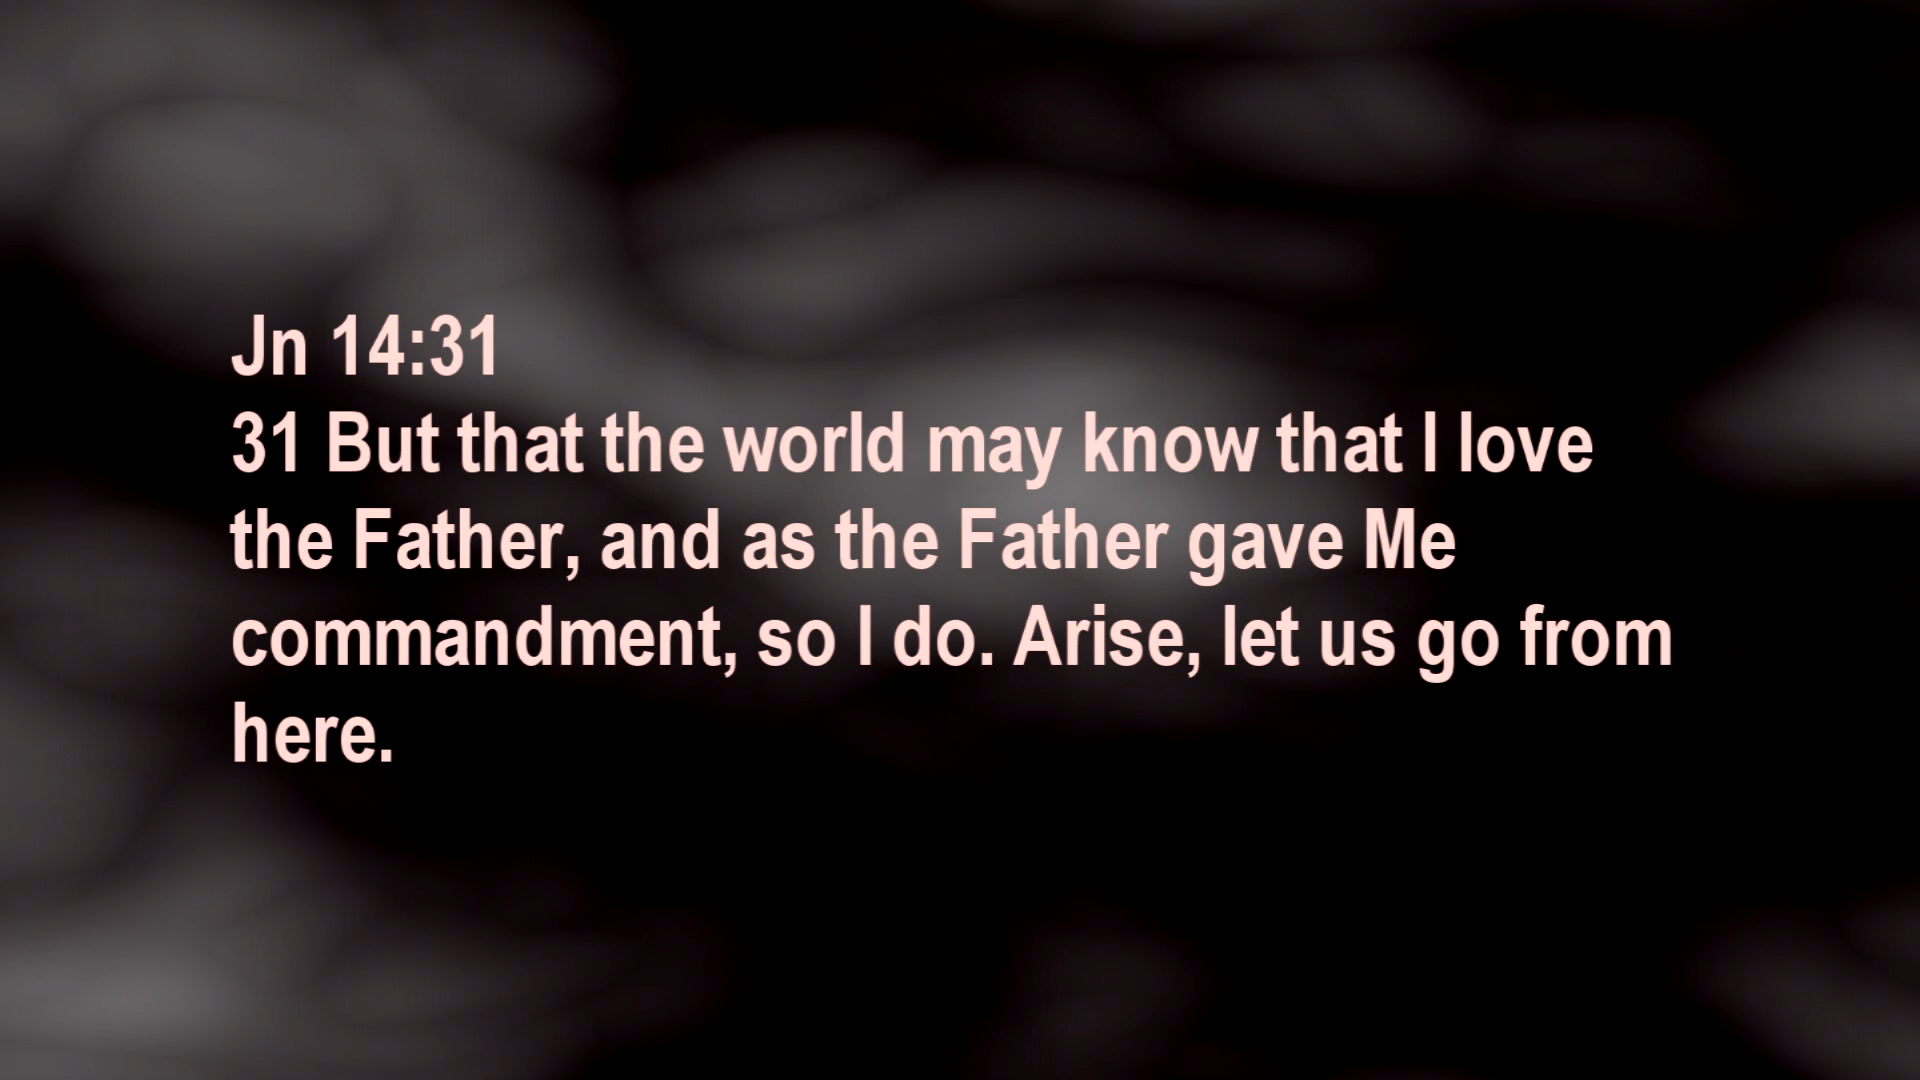 Jn 14:31
31 But that the world may know that I love
the Father, and as the Father gave Me
commandment, so I do. Arise, let us go from
here.